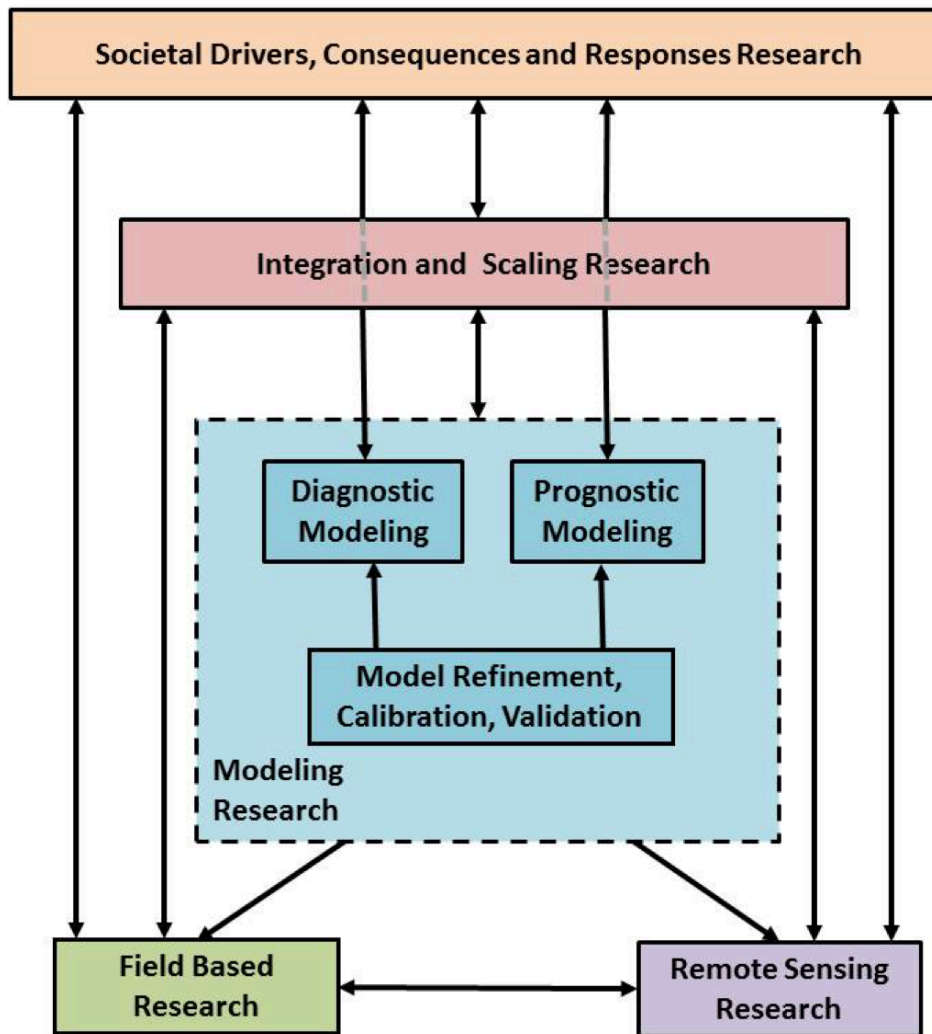 Societal Drivers, Consequences and Responses Research
Integration and Scaling Research
Diagnostic
Modeling
Prognostic
Modeling
Model Refinement,
Calibration, Validation
Modeling
Research
Field Based
Research
Remote Sensing
Research